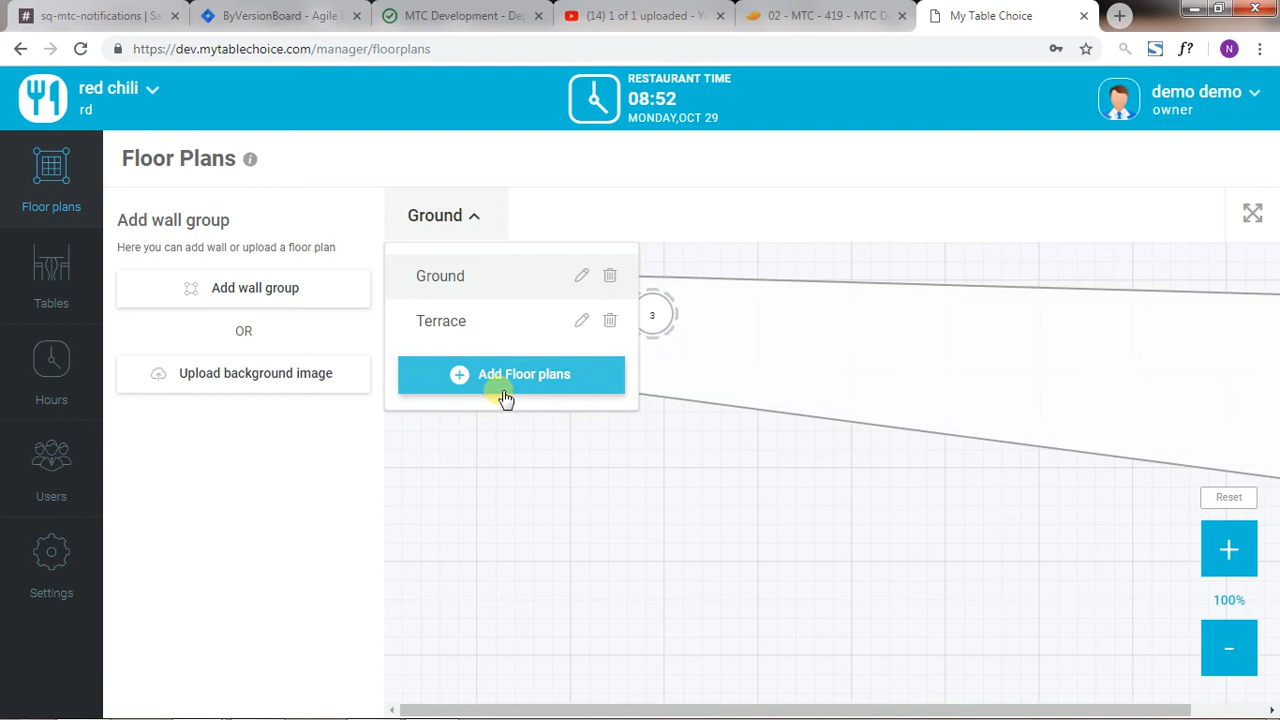 sq-mtc-notifications | Sa
ByVersionBoard - Agile B
MTC Development - De
(14) 1 of 1 uploaded - Yo
02 - MTC - 419 - MTC D
My Table Choice
https://dev.mytablechoice.com/manager/floorplans
f?
N
red chili
rd
RESTAURANT TIME
08:52
MONDAY,OCT 29
demo demo
owner
Floor plans
Tables
Hours
Users
Settings
Floor Plans
Add wall group
Here you can add wall or upload a floor plan
Add wall group
OR
Upload background image
Ground
Ground
Terrace
Add Floor plans
3
Reset
+
100%
-